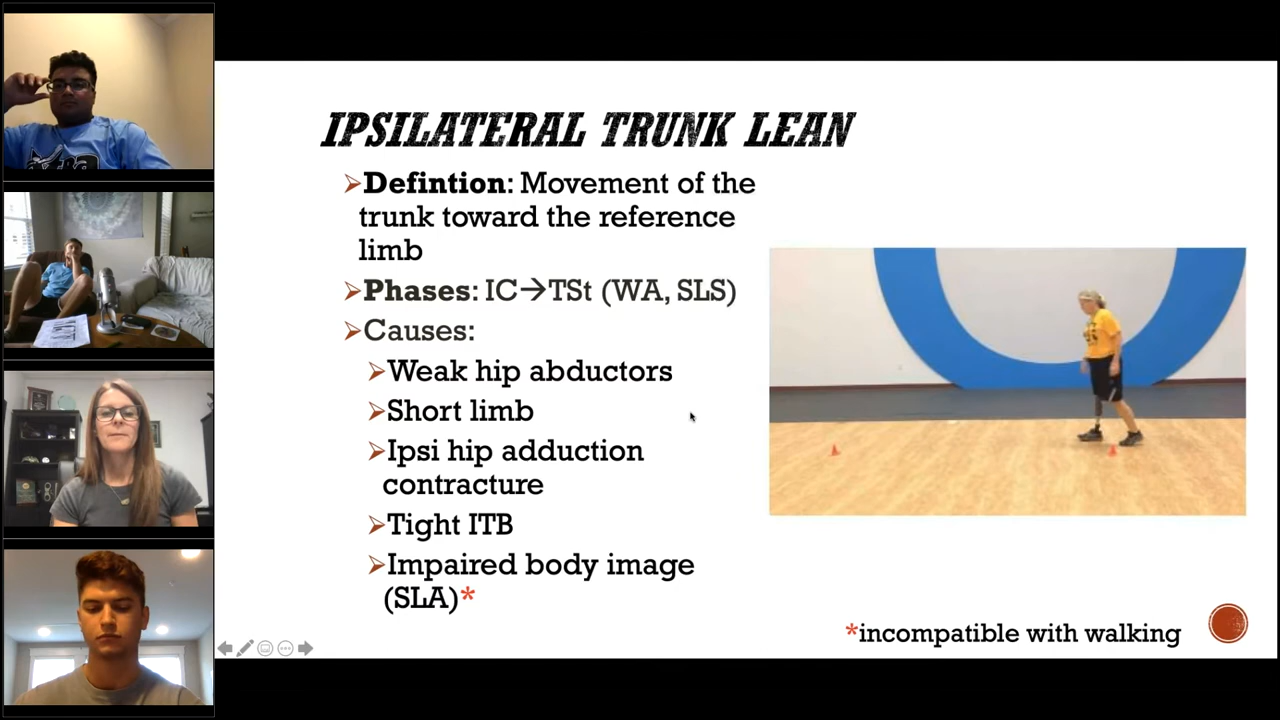 IPSILATERAL TRUNK LEAN
Defintion: Movement of the
trunk toward the reference
limb
Phases: IC→TSt (WA, SLS)
Causes:
Weak hip abductors
Short limb
Ipsi hip adduction
contracture
Tight ITB
Impaired body image
(SLA)*
*incompatible with walking